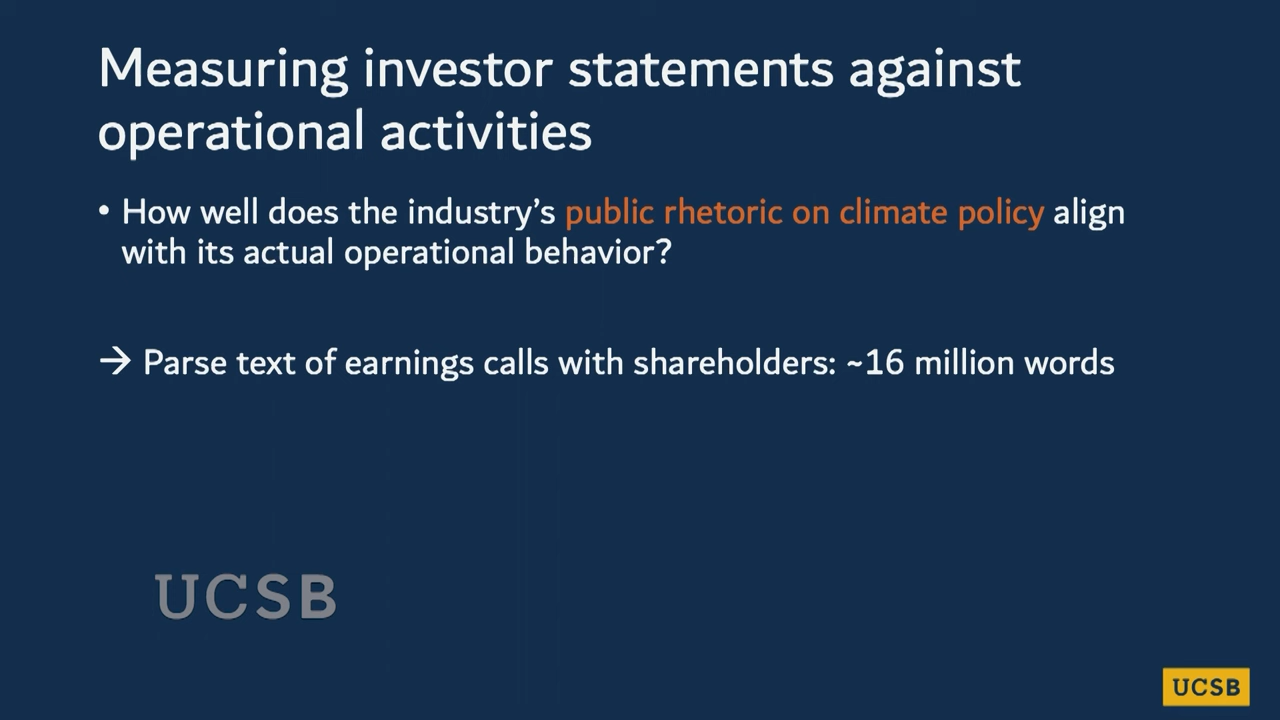 Measuring investor statements against
operational activities
• How well does the industry's public rhetoric on climate policy align
with its actual operational behavior?
→ Parse text of earnings calls with shareholders: ~16 million words
UCSB
UCSB